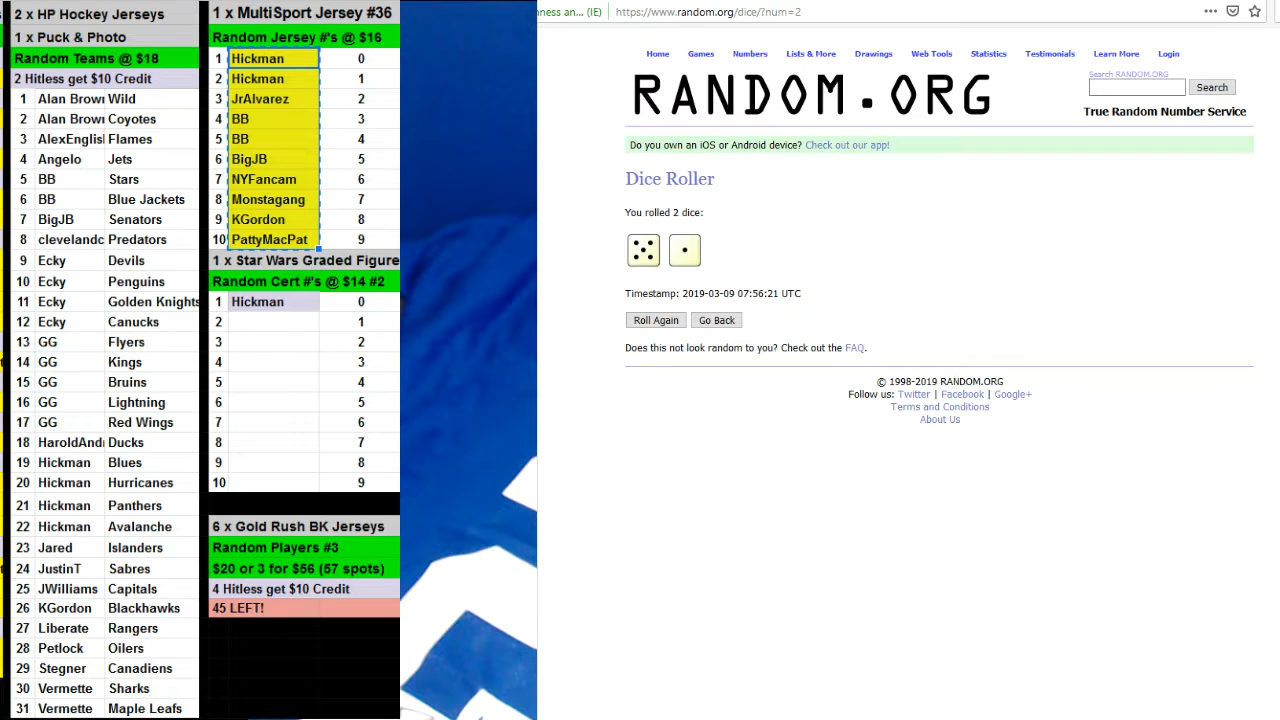 2 x HP Hockey Jerseys
1 x Puck & Photo
Random Teams @ $18
2 Hitless get $10 Credit
1 Alan Brown Wild
2 Alan Brown Coyotes
3 AlexEnglis Flames
4 Angelo Jets
5 BB Stars
6 BB Blue Jackets
7 BigJB Senators
8 clevelandc Predators
9 Ecky Devils
10 Ecky Penguins
11 Ecky Golden Knights
12 Ecky Canucks
13 GG Flyers
14 GG Kings
15 GG Bruins
16 GG Lightning
17 GG Red Wings
18 HaroldAndr Ducks
19 Hickman Blues
20 Hickman Hurricanes
21 Hickman Panthers
22 Hickman Avalanche
23 Jared Islanders
24 JustinT Sabres
25 JWilliams Capitals
26 KGordon Blackhawks
27 Liberate Rangers
28 Petlock Oilers
29 Stegner Canadiens
30 Vermette Sharks
31 Vermette Maple Leafs
1 x MultiSport Jersey #36
Random Jersey #'s @ $16
1 Hickman 0
2 Hickman 1
3 JrAlvarez 2
4 BB 3
5 BB 4
6 BigJB 5
7 NYFancam 6
8 Monstagang 7
9 KGordon 8
10 PattyMacPat 9
1 x Star Wars Graded Figure
Random Cert #'s @ $14 #2
1 Hickman 0
2 1
3 2
4 3
5 4
6 5
7 6
8 7
9 8
10 9
6 x Gold Rush BK Jerseys
Random Players #3
$20 or 3 for $56 (57 spots)
4 Hitless get $10 Credit
45 LEFT!
nness an... (IE) https://www.random.org/dice/?num=2
Home Games Numbers Lists & More Drawings Web Tools Statistics Testimonials Learn More Login
RANDOM.ORG
Search RANDOM.ORG
Search
True Random Number Service
Do you own an iOS or Android device? Check out our app!
Dice Roller
You rolled 2 dice:
Timestamp: 2019-03-09 07:56:21 UTC
Roll Again Go Back
Does this not look random to you? Check out the FAQ.
© 1998-2019 RANDOM.ORG
Follow us: Twitter | Facebook | Google+
Terms and Conditions
About Us